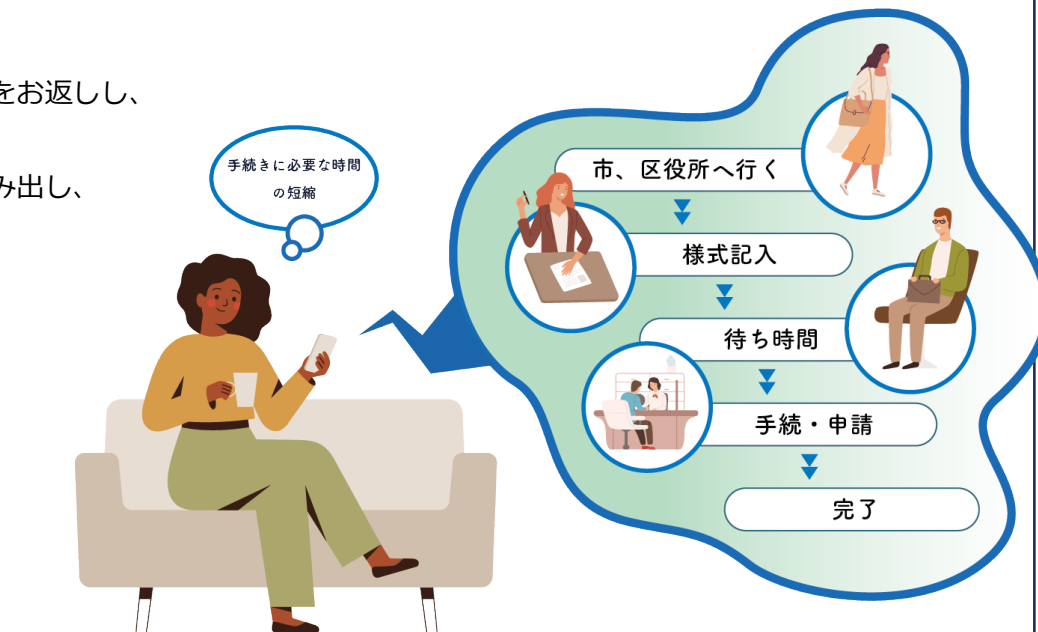 をお返しし、
み出し、
手続きに必要な時間
の短縮
市、区役所へ行く
様式記入
待ち時間
手続・申請
完了